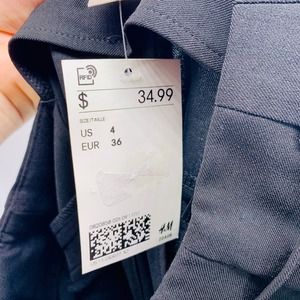 RFID
$ 34.99
SIZE/TAILLE
US 4
EUR 36
H&M